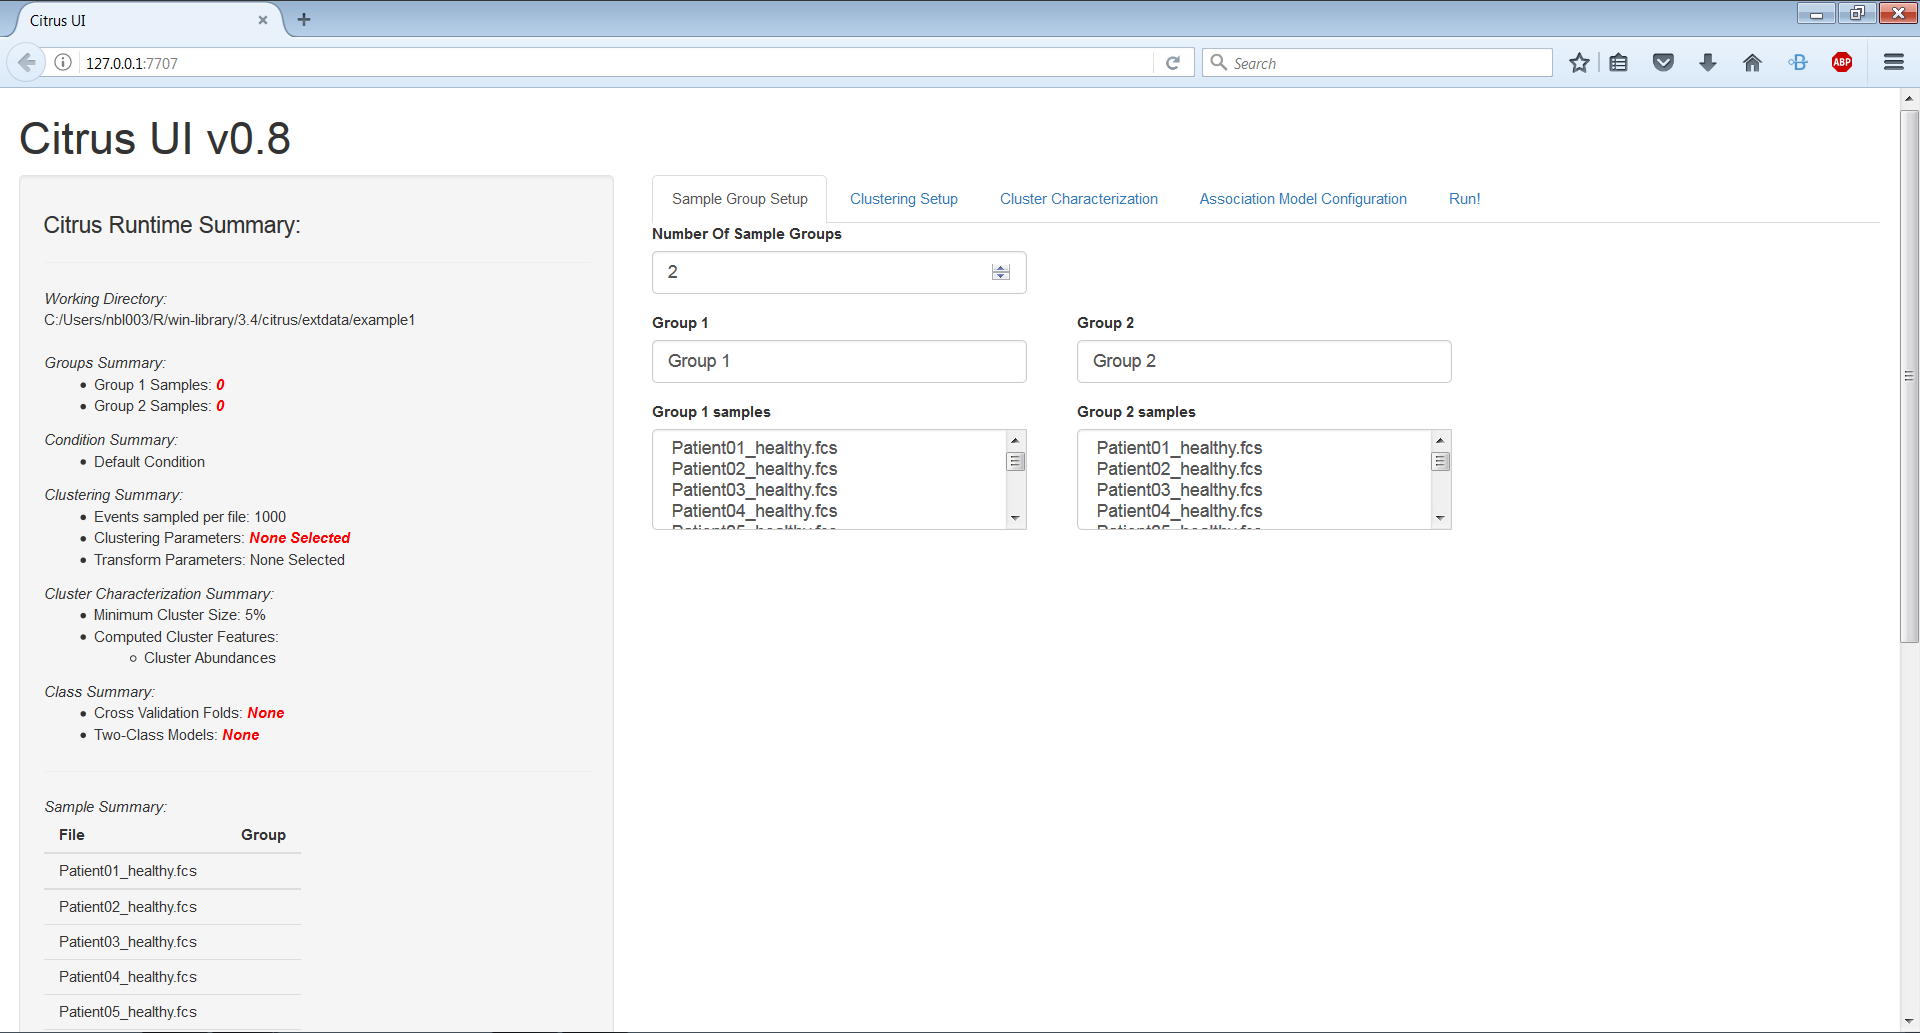 Citrus UI
127.0.0.1:7707
Search
ABP
Citrus UI v0.8
Citrus Runtime Summary:
Working Directory:
C:/Users/nbl003/R/win-library/3.4/citrus/extdata/example1
Groups Summary:
Group 1 Samples: 0
Group 2 Samples: 0
Condition Summary:
Default Condition
Clustering Summary:
Events sampled per file: 1000
Clustering Parameters: None Selected
Transform Parameters: None Selected
Cluster Characterization Summary:
Minimum Cluster Size: 5%
Computed Cluster Features:
Cluster Abundances
Class Summary:
Cross Validation Folds: None
Two-Class Models: None
Sample Summary:
File Group
Patient01_healthy.fcs
Patient02_healthy.fcs
Patient03_healthy.fcs
Patient04_healthy.fcs
Patient05_healthy.fcs
Sample Group Setup Clustering Setup Cluster Characterization Association Model Configuration Run!
Number Of Sample Groups
2
Group 1
Group 1
Group 1 samples
Patient01_healthy.fcs
Patient02_healthy.fcs
Patient03_healthy.fcs
Patient04_healthy.fcs
Patient05_healthy.fcs
Group 2
Group 2
Group 2 samples
Patient01_healthy.fcs
Patient02_healthy.fcs
Patient03_healthy.fcs
Patient04_healthy.fcs
Patient05_healthy.fcs